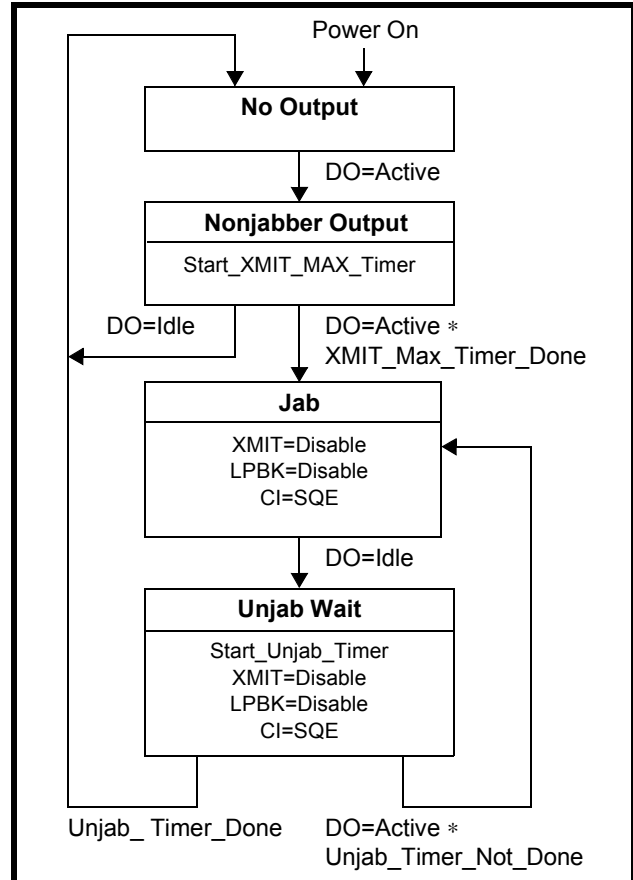 Power On
No Output
DO=Active
Nonjabber Output
Start_XMIT_MAX_Timer
DO=Idle
DO=Active *
XMIT_Max_Timer_Done
Jab
XMIT=Disable
LPBK=Disable
CI=SQE
DO=Idle
Unjab Wait
Start_Unjab_Timer
XMIT=Disable
LPBK=Disable
CI=SQE
Unjab_ Timer_Done
DO=Active *
Unjab_Timer_Not_Done